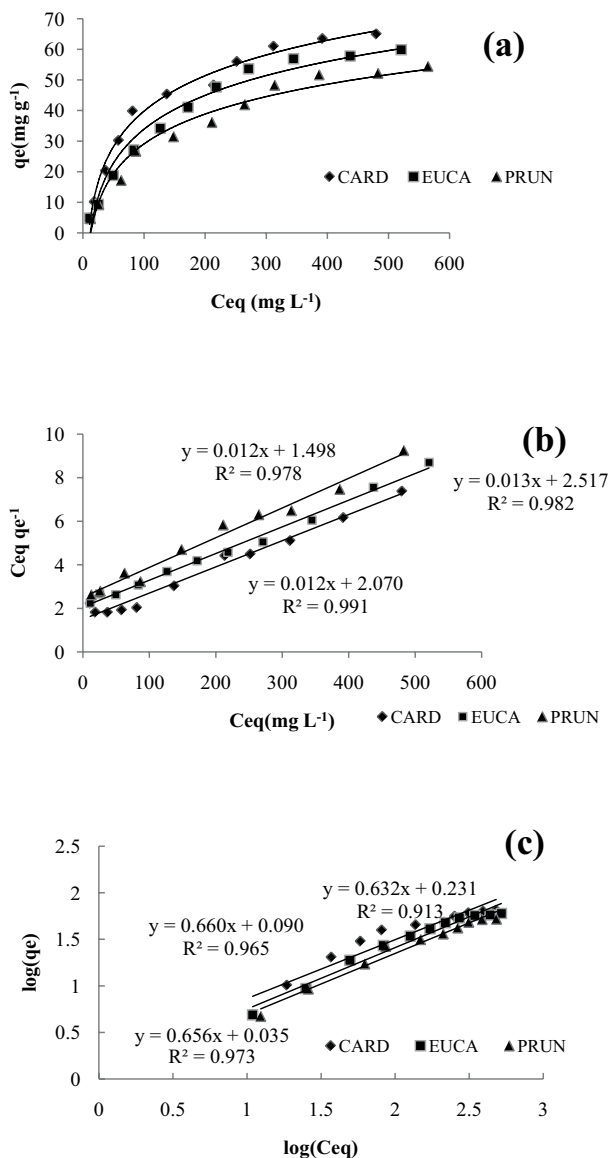 (a)
qe(mg g-1)
90
80
70
60
50
40
30
20
10
0
CARD EUCA PRUN
0 100 200 300 400 500 600
Ceq (mg L-1)
(b)
Ceq qe-1
10
8
6
4
2
0
y = 0.012x + 1.498
R² = 0.978
y = 0.013x + 2.517
R² = 0.982
y = 0.012x + 2.070
R² = 0.991
0 100 200 300 400 500 600
Ceq(mg L-1)
CARD EUCA PRUN
(c)
log(qe)
2.5
2
1.5
1
0.5
0
y = 0.632x + 0.231
R² = 0.913
y = 0.660x + 0.090
R² = 0.965
y = 0.656x + 0.035
R² = 0.973
CARD EUCA PRUN
0 0.5 1 1.5 2 2.5 3
log(Ceq)